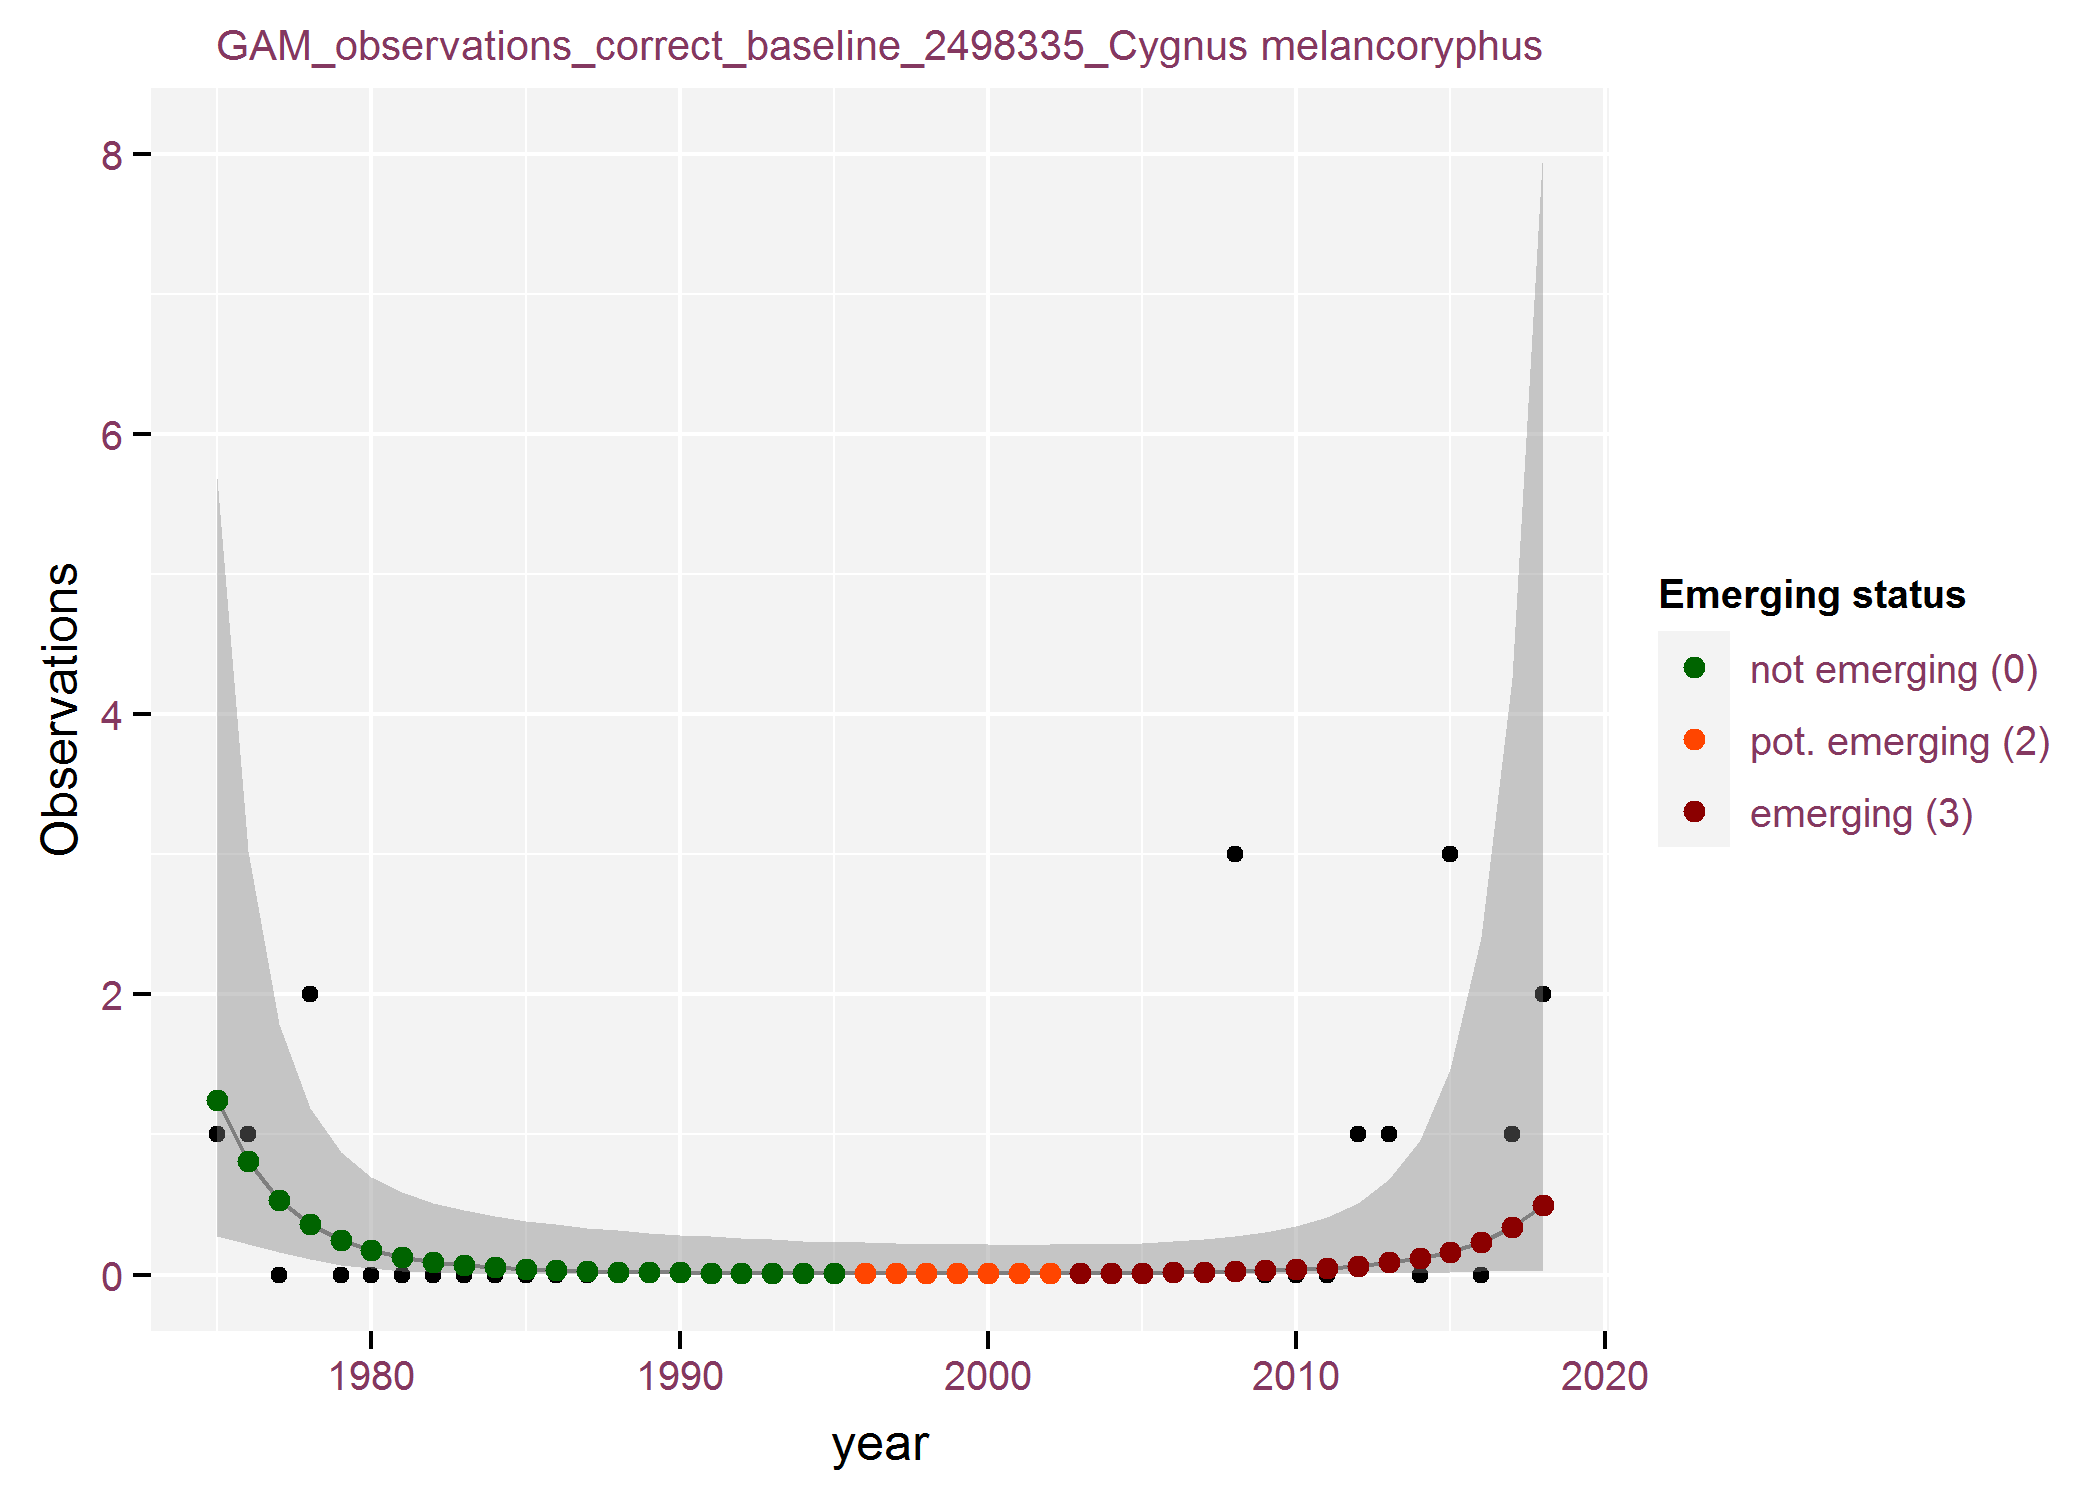 GAM_observations_correct_baseline_2498335_Cygnus melancoryphus
8
6
4
2
0
Observations
1980 1990 2000 2010 2020
year
Emerging status
not emerging (0)
pot. emerging (2)
emerging (3)